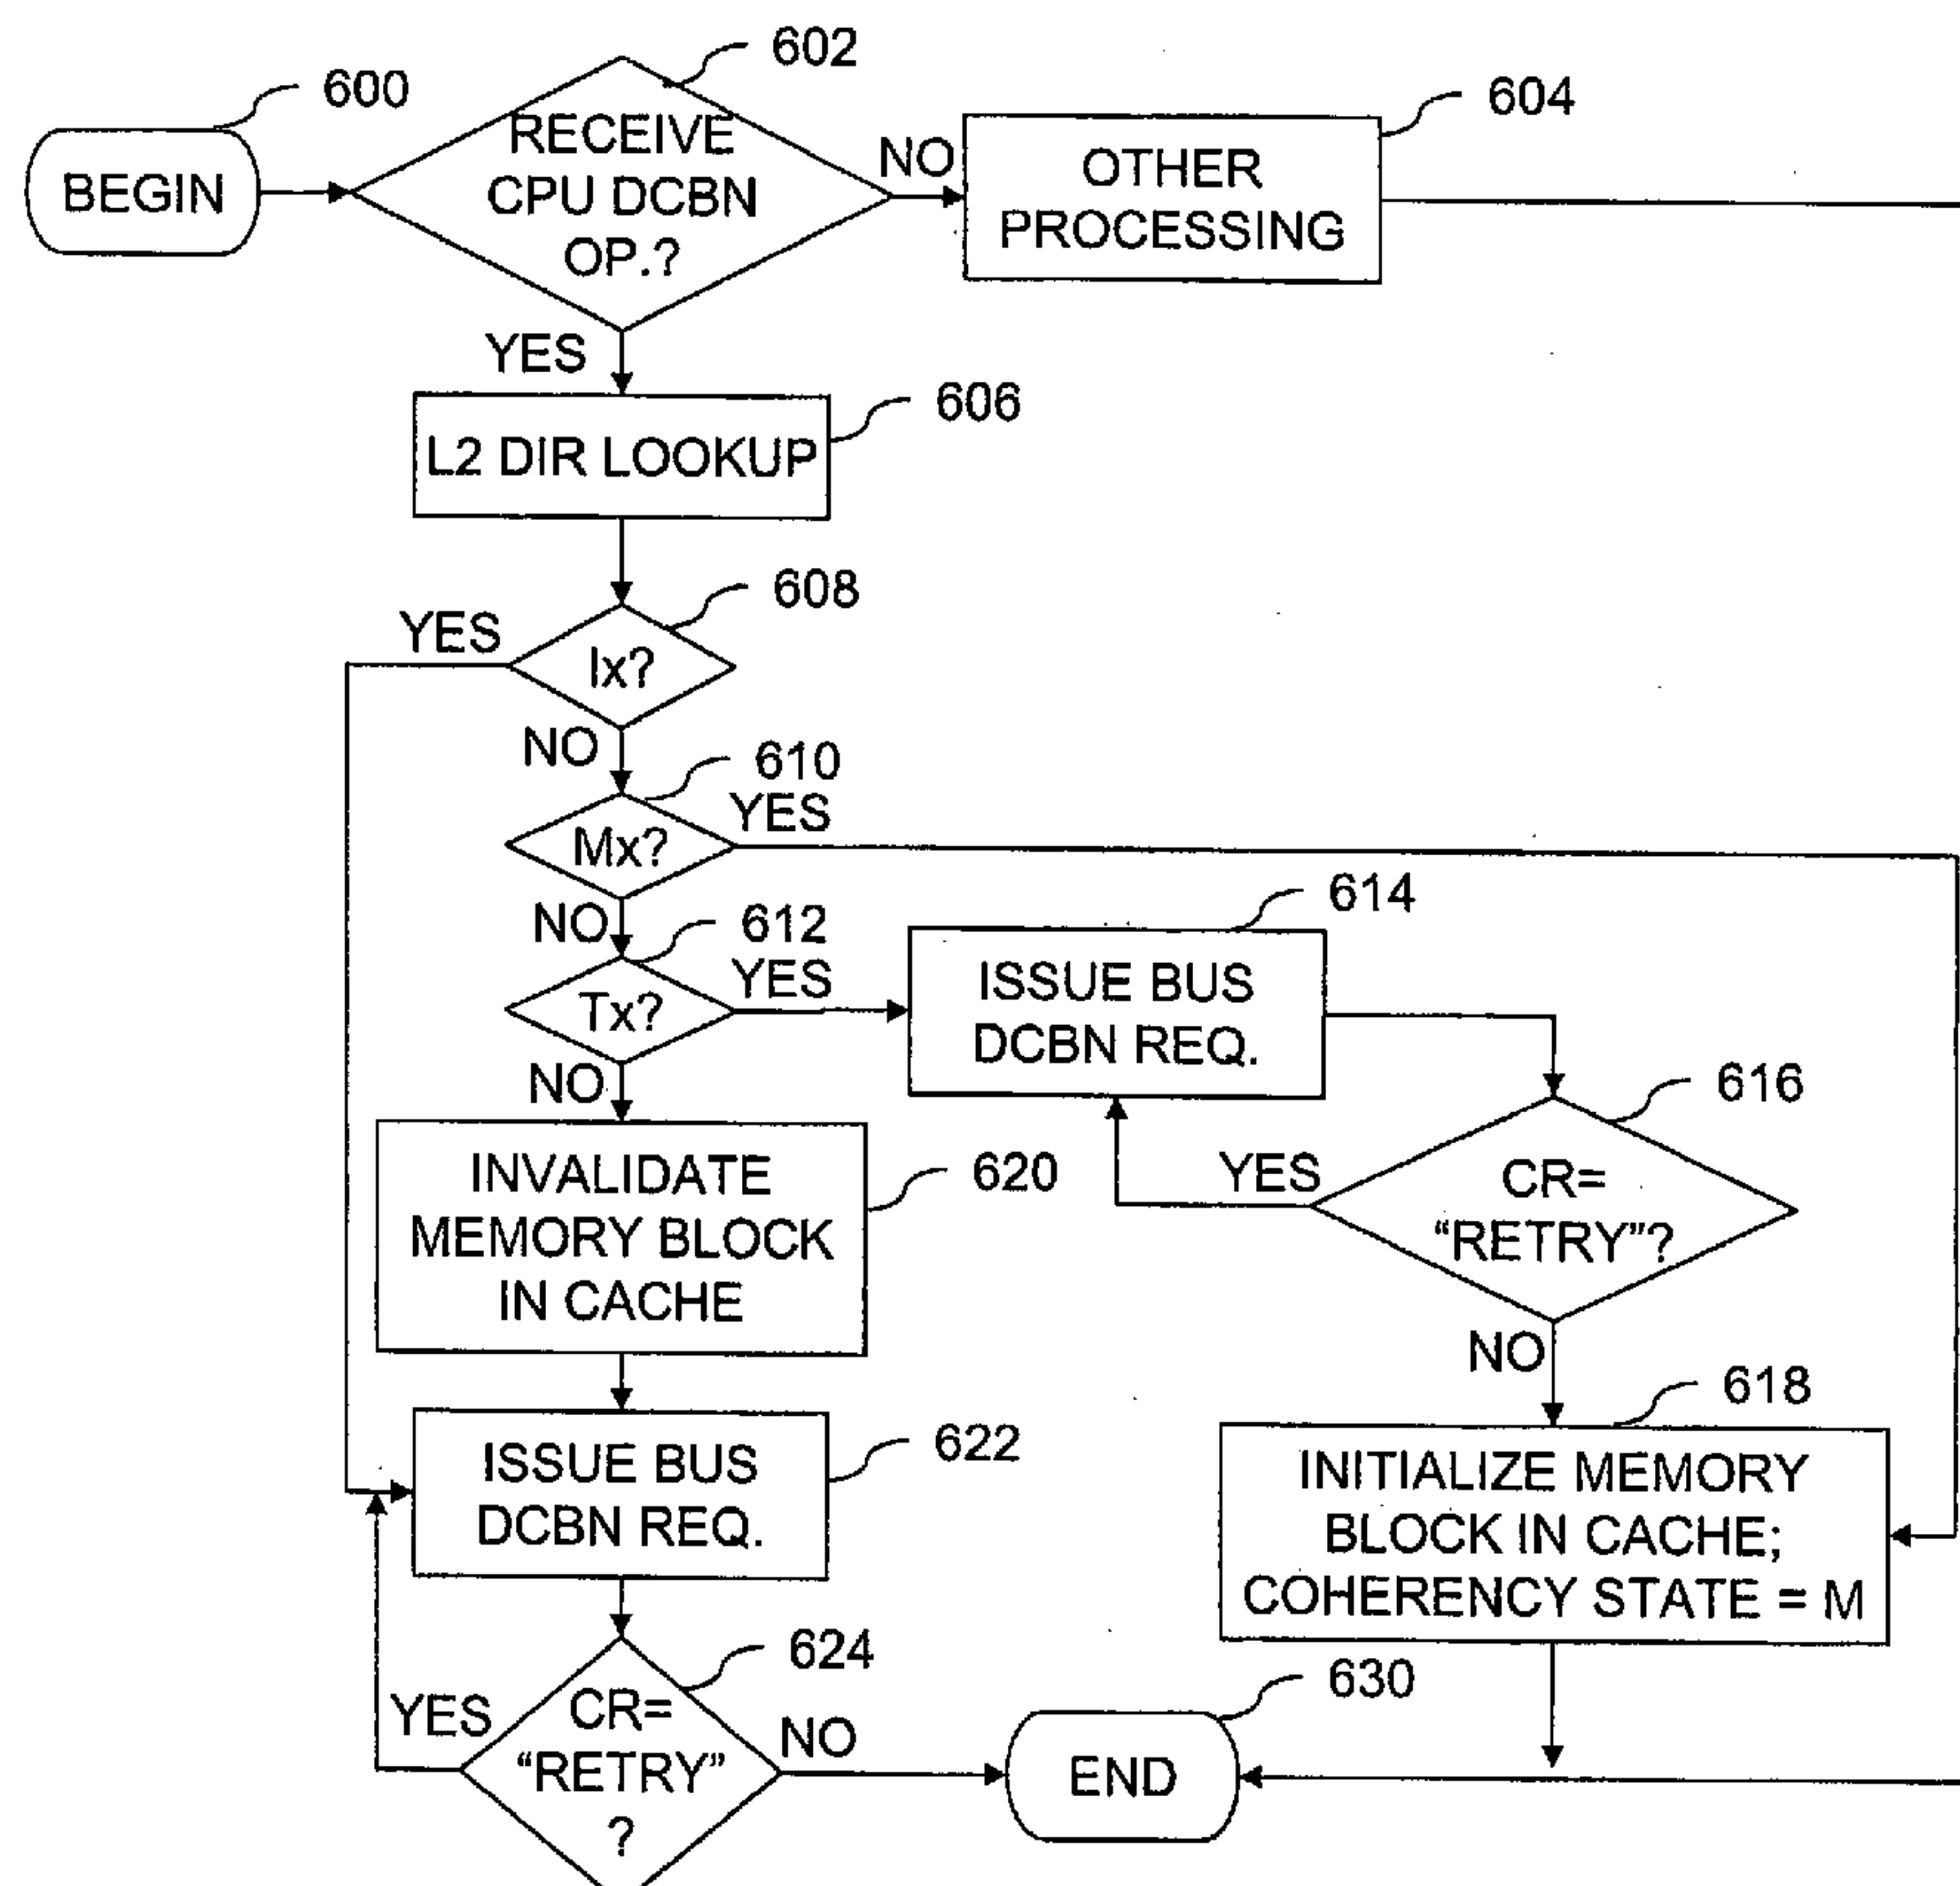 600
BEGIN
602
RECEIVE
CPU DCBN
OP.?
NO
604
OTHER
PROCESSING
YES
606
L2 DIR LOOKUP
608
YES
Ix?
NO
610
YES
Mx?
NO
612
YES
Tx?
NO
614
ISSUE BUS
DCBN REQ.
616
YES
CR=
“RETRY”?
NO
618
INITIALIZE MEMORY
BLOCK IN CACHE;
COHERENCY STATE = M
620
INVALIDATE
MEMORY BLOCK
IN CACHE
622
ISSUE BUS
DCBN REQ.
624
YES
CR=
“RETRY”
?
NO
630
END